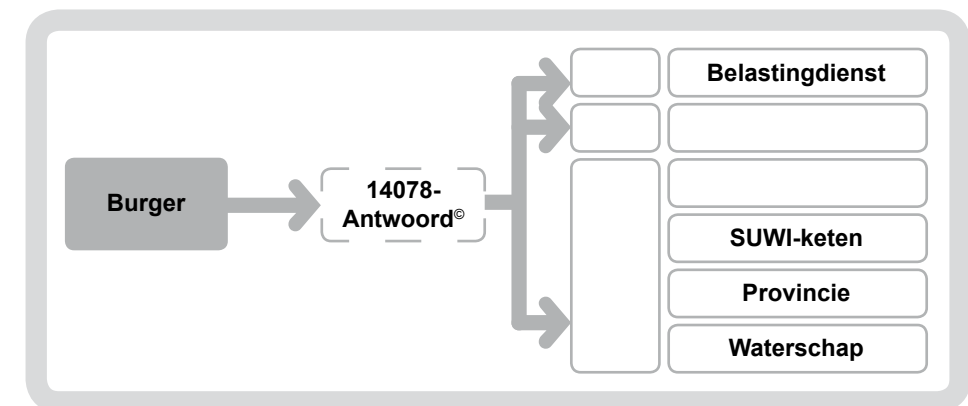 Belastingdienst
Burger
14078-
Antwoord©
SUWI-keten
Provincie
Waterschap